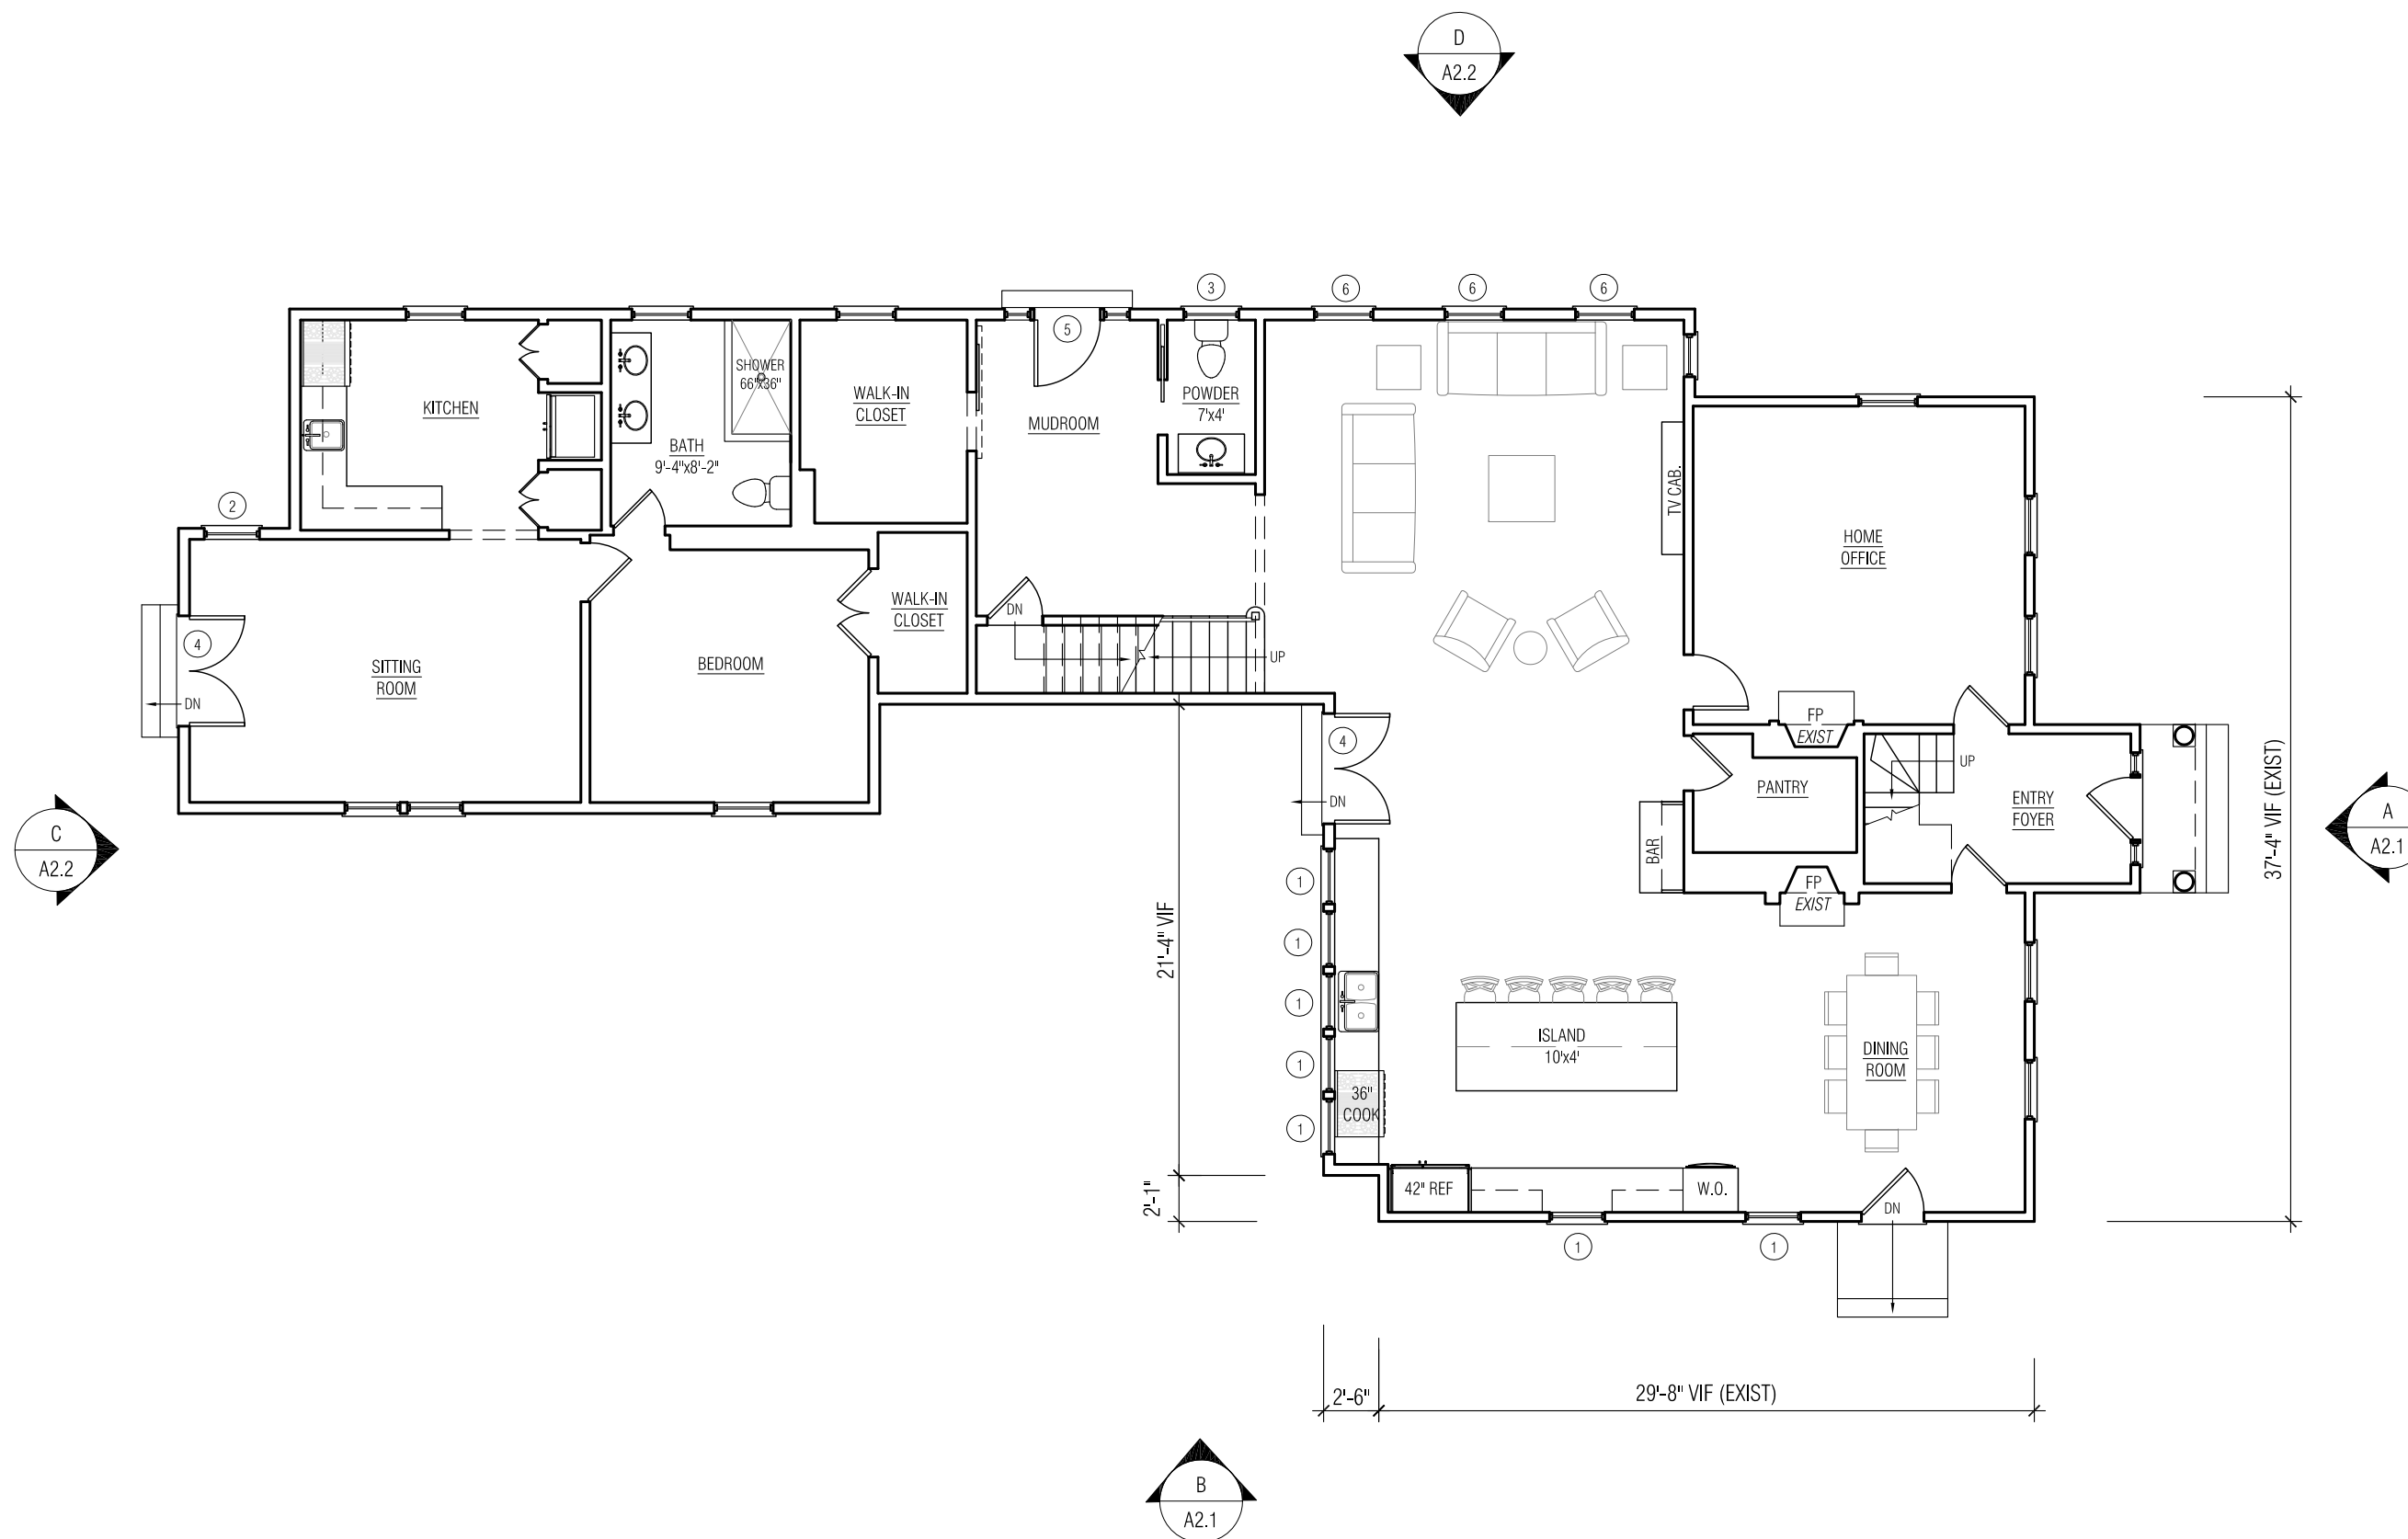 D
A2.2
3
6
6
6
5
SHOWER
66"x36"
KITCHEN
WALK-IN
CLOSET
POWDER
7'x4'
MUDROOM
BATH
9'-4"x8'-2"
TV CAB.
2
HOME
OFFICE
WALK-IN
CLOSET
DN
4
SITTING
ROOM
BEDROOM
UP
DN
FP
EXIST
4
UP
PANTRY
ENTRY
FOYER
DN
37'-4" VIF (EXIST)
C
A2.2
A
A2.1
BAR
FP
EXIST
1
21'-4" VIF
1
1
ISLAND
10'x4'
DINING
ROOM
1
36"
COOK
1
2'-1"
42" REF
W.O.
DN
1
1
2'-6"
29'-8" VIF (EXIST)
B
A2.1